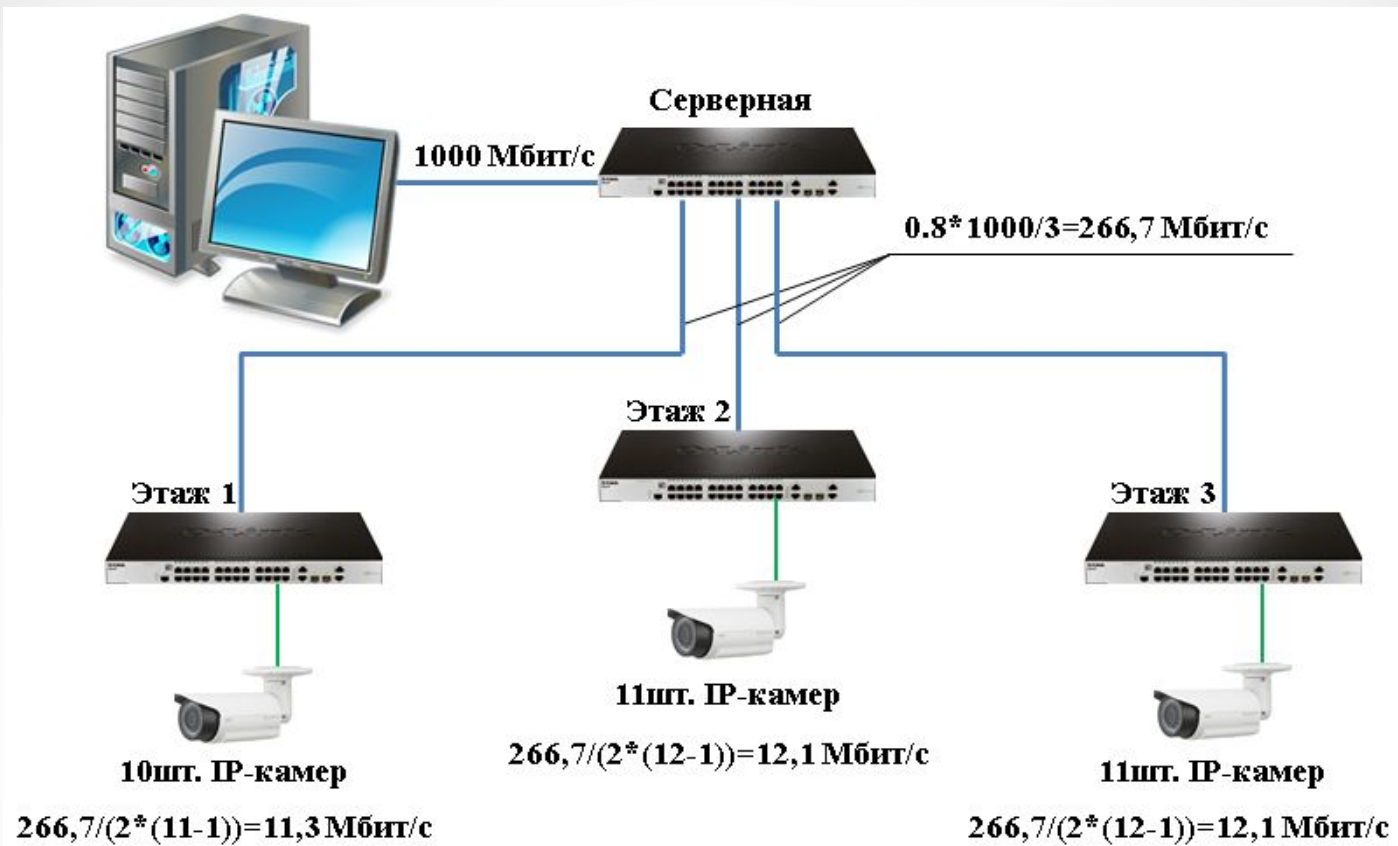 Серверная
1000 Мбит/с
0.8*1000/3=266,7 Мбит/с
Этаж 2
Этаж 1
Этаж 3
11шт. IP-камер
266,7/(2*(12-1))=12,1 Мбит/с
10шт. IP-камер
266,7/(2*(11-1))=11,3 Мбит/с
11шт. IP-камер
266,7/(2*(12-1))=12,1 Мбит/с